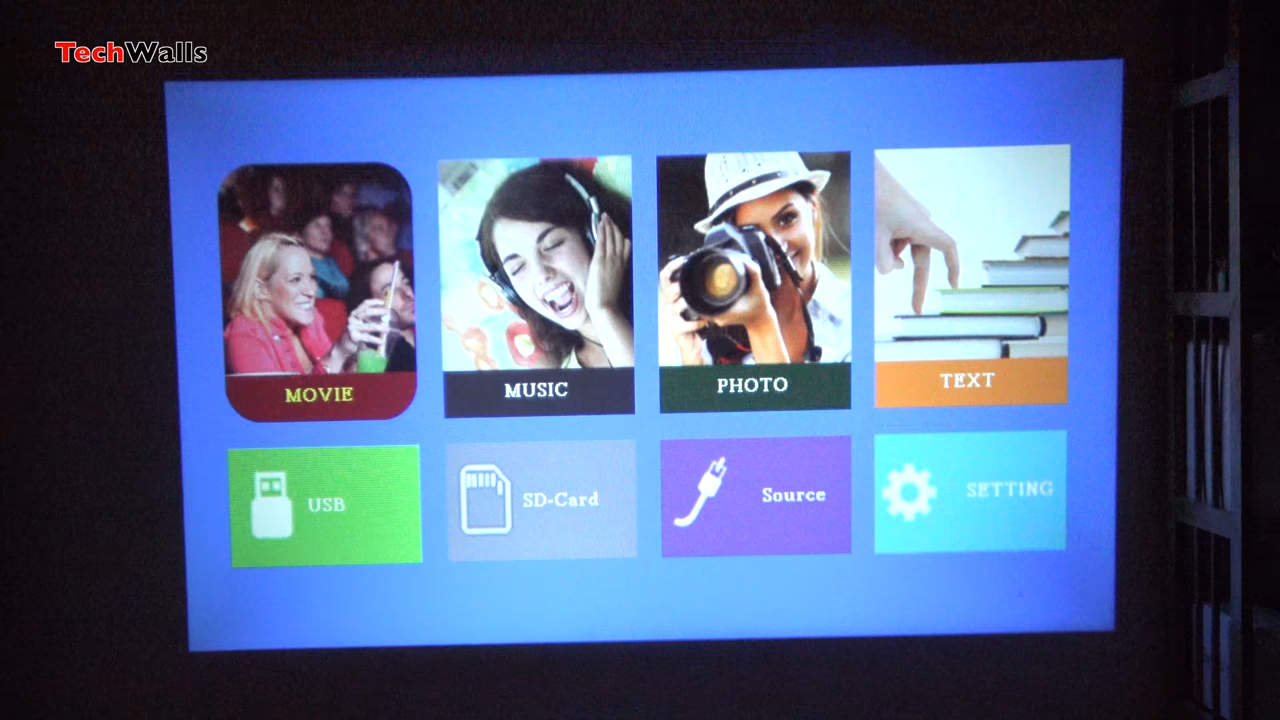 TechWalls
MOVIE
MUSIC
PHOTO
TEXT
USB
SD-Card
Source
SETTING